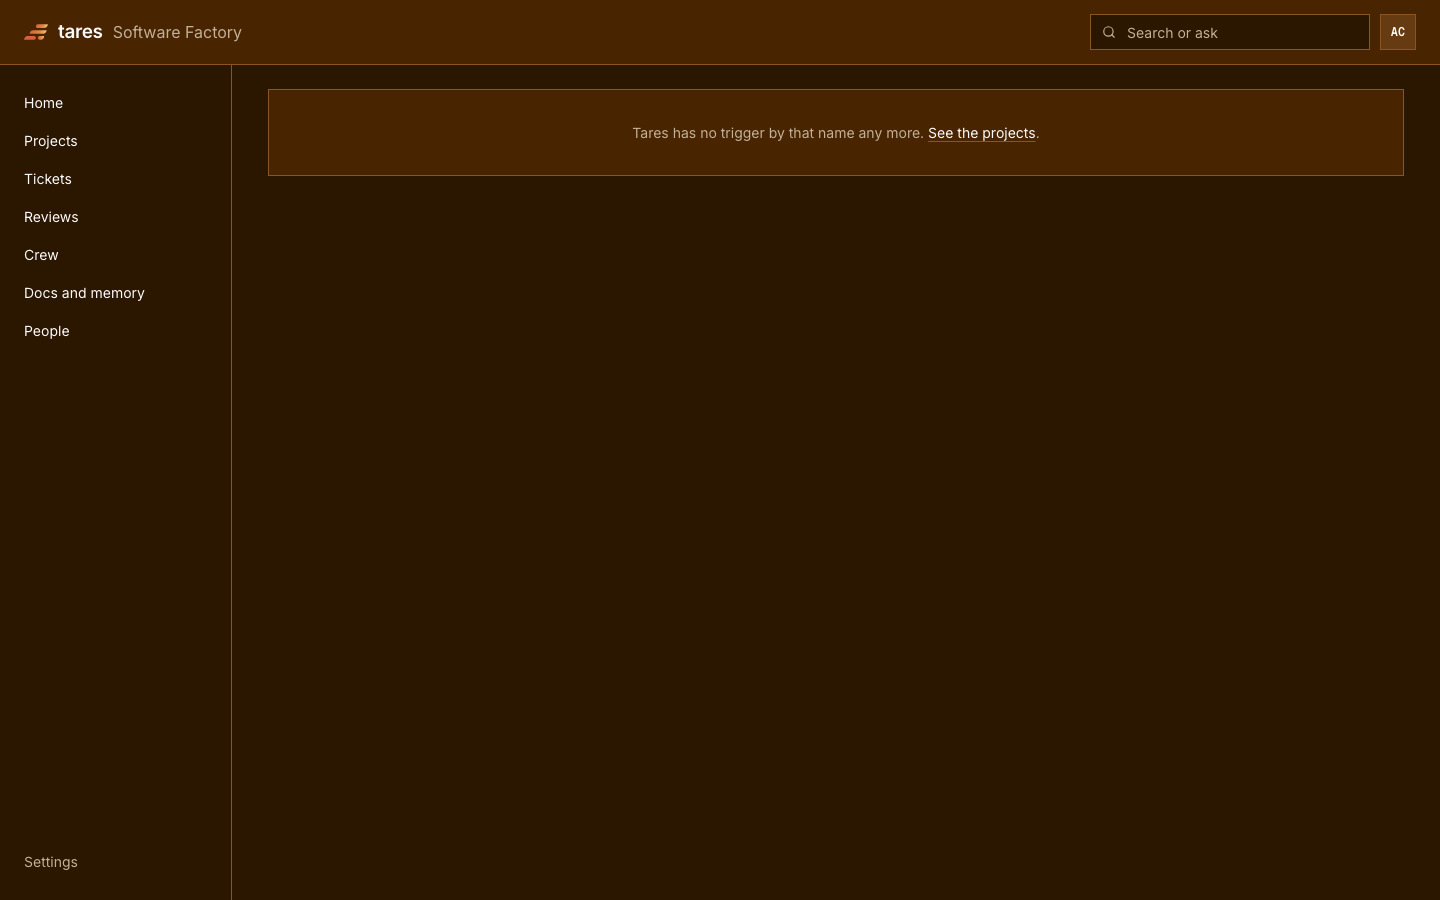 tares Software Factory
Search or ask
AC
Home
Projects
Tickets
Reviews
Crew
Docs and memory
People
Settings
Tares has no trigger by that name any more. See the projects.